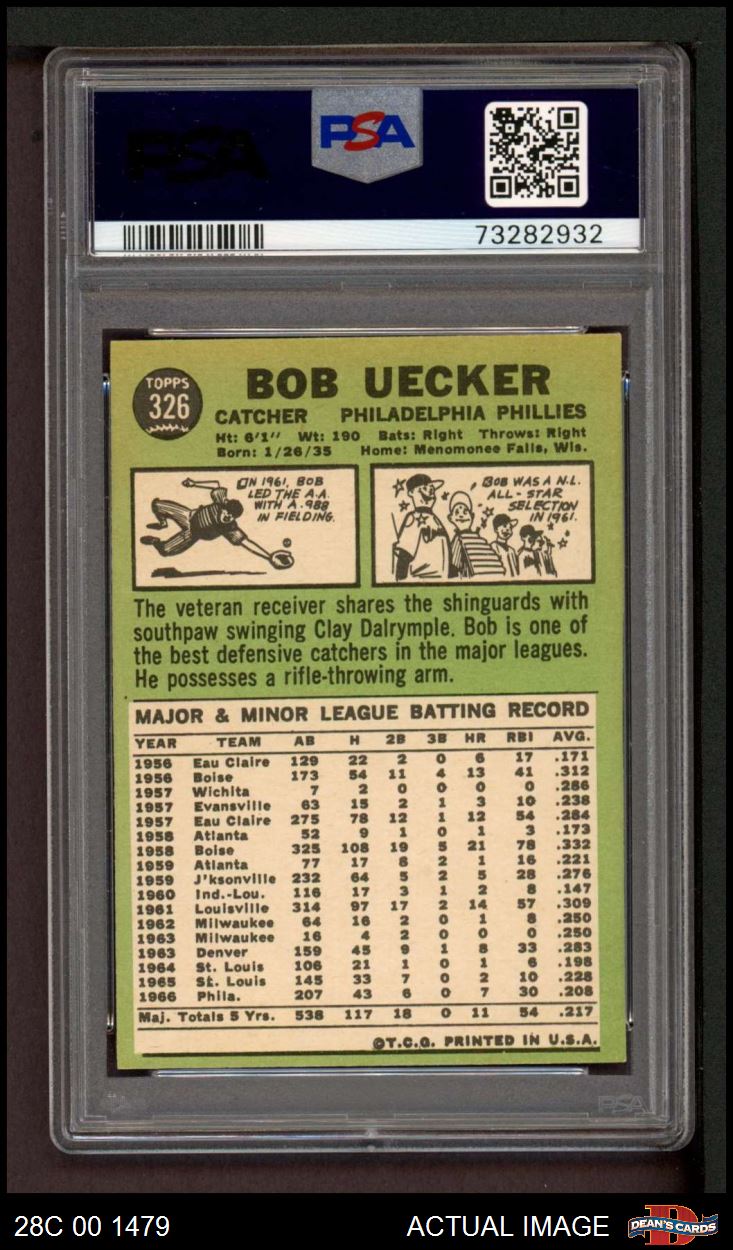 PSA
PSA
73282932
TOPPS
326
BOB UECKER
CATCHER PHILADELPHIA PHILLIES
Ht: 6'1" Wt: 190 Bats: Right Throws: Right
Born: 1/26/35 Home: Menomonee Falls, Wis.
ON 1961, BOB
LED THE A.A.
WITH A .988
IN FIELDING.
BOB WAS A N.L.
ALL-STAR
SELECTION
IN 1961.
The veteran receiver shares the shinguards with
southpaw swinging Clay Dalrymple. Bob is one of
the best defensive catchers in the major leagues.
He possesses a rifle-throwing arm.
MAJOR & MINOR LEAGUE BATTING RECORD
YEAR TEAM AB H 2B 3B HR RBI AVG.
1956 Eau Claire 129 22 2 0 6 17 .171
1956 Boise 173 54 11 4 13 41 .312
1957 Wichita 7 2 0 0 0 0 .286
1957 Evansville 63 15 2 1 3 10 .238
1957 Eau Claire 275 78 12 1 12 54 .284
1958 Atlanta 52 9 1 0 1 3 .173
1958 Boise 325 108 19 5 21 78 .332
1959 Atlanta 77 17 8 2 1 16 .221
1959 J'ksonville 232 64 5 2 5 28 .276
1960 Ind.-Lou. 116 17 3 1 2 8 .147
1961 Louisville 314 97 17 2 14 57 .309
1962 Milwaukee 64 16 2 0 1 8 .250
1963 Milwaukee 16 4 2 0 0 0 .250
1963 Denver 159 45 9 1 8 33 .283
1964 St. Louis 106 21 1 0 1 6 .198
1965 St. Louis 145 33 7 0 2 10 .228
1966 Phila. 207 43 6 0 7 30 .208
Maj. Totals 5 Yrs. 538 117 18 0 11 54 .217
©T.C.G. PRINTED IN U.S.A.
PSA
28C 00 1479 ACTUAL IMAGE
DEAN'S CARDS